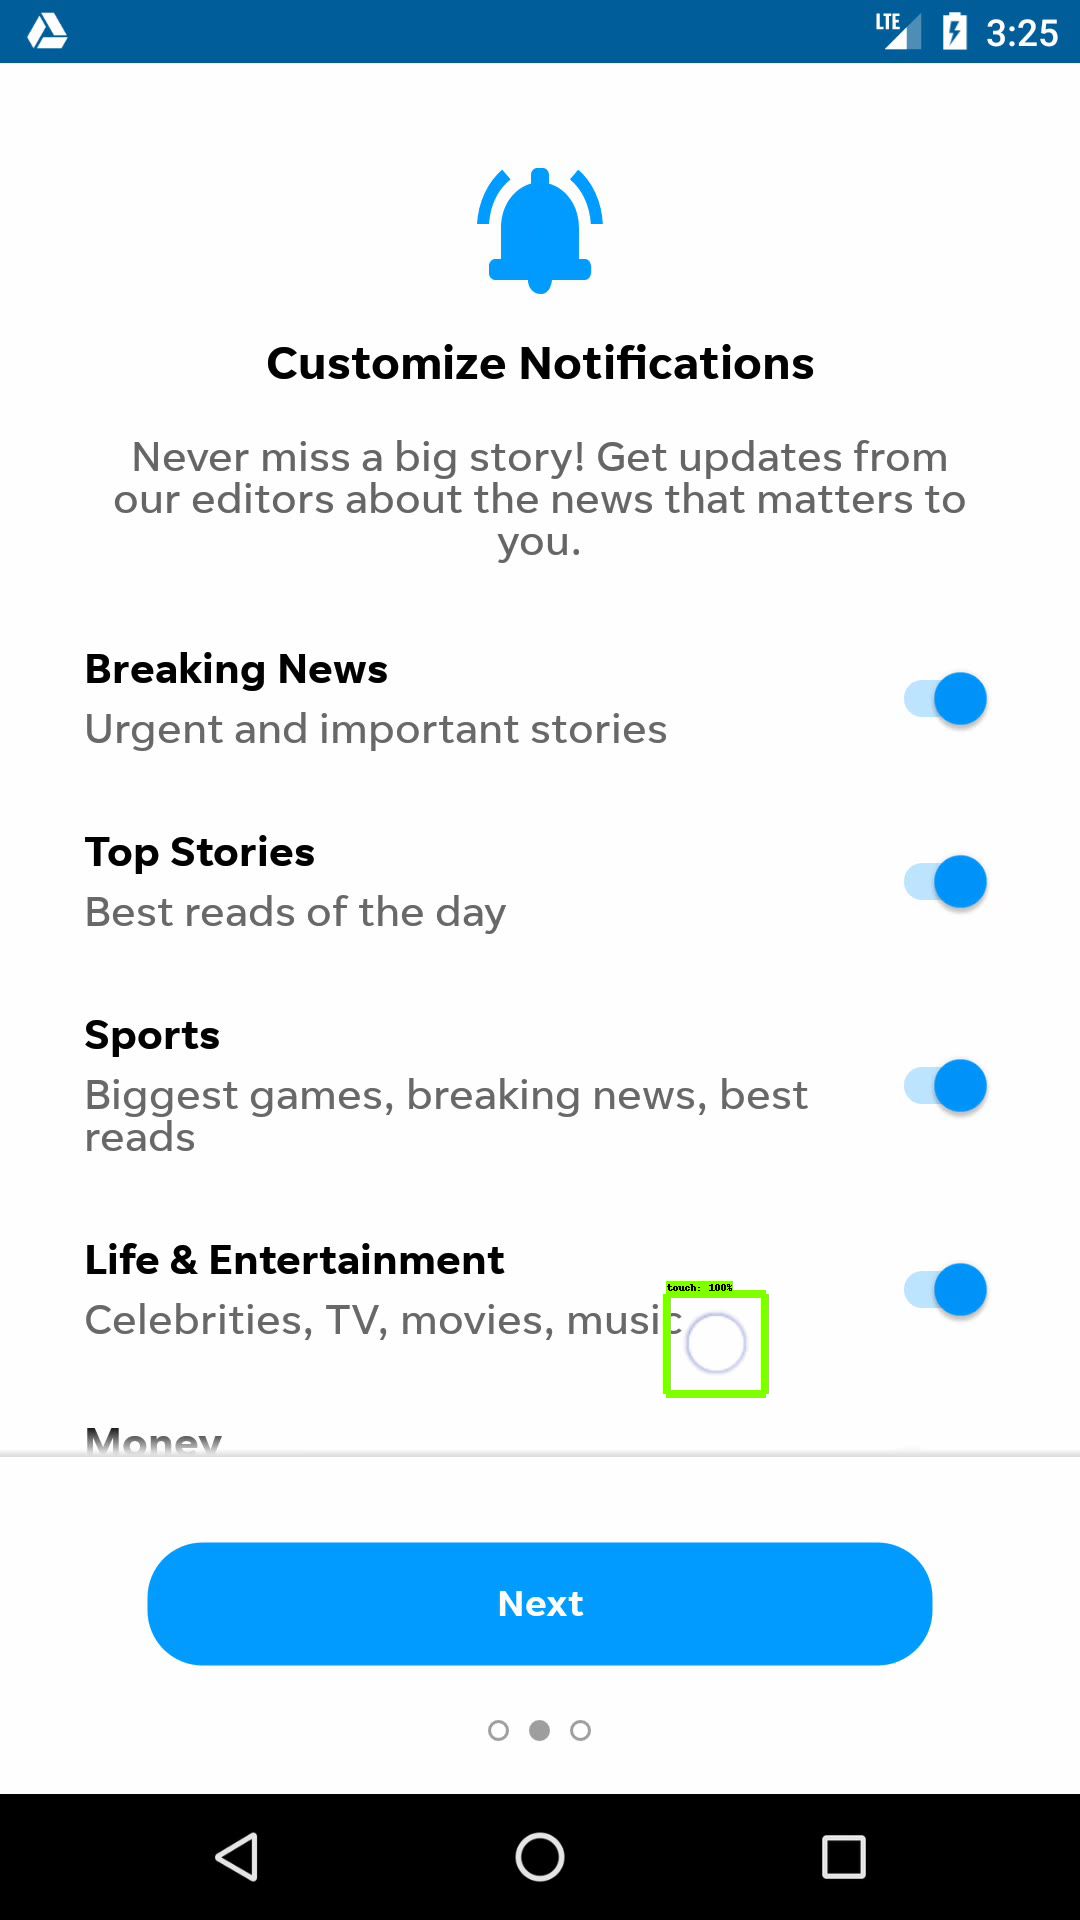 LTE 3:25
Customize Notifications
Never miss a big story! Get updates from
our editors about the news that matters to
you.
Breaking News
Urgent and important stories
Top Stories
Best reads of the day
Sports
Biggest games, breaking news, best
reads
Life & Entertainment
touch: 100%
Celebrities, TV, movies, music
Money
Next